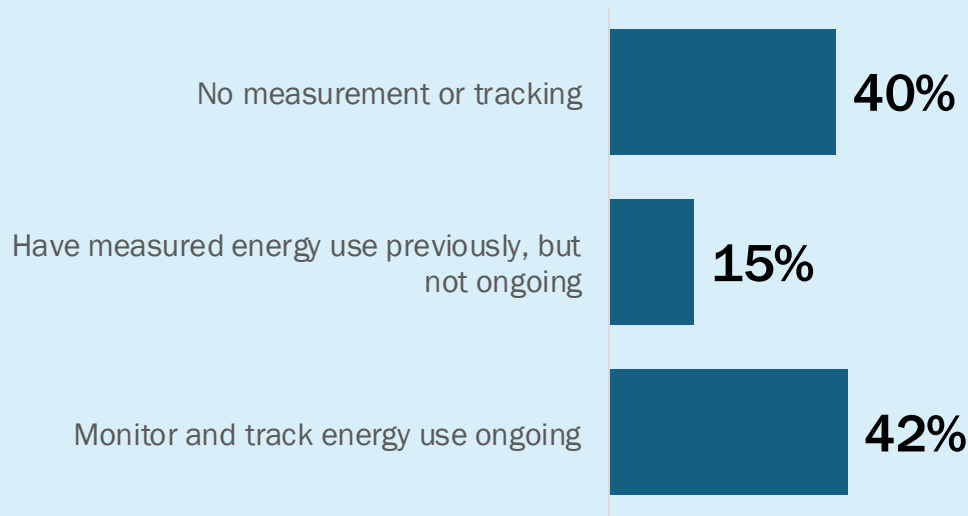 No measurement or tracking
40%
Have measured energy use previously, but
not ongoing
15%
Monitor and track energy use ongoing
42%